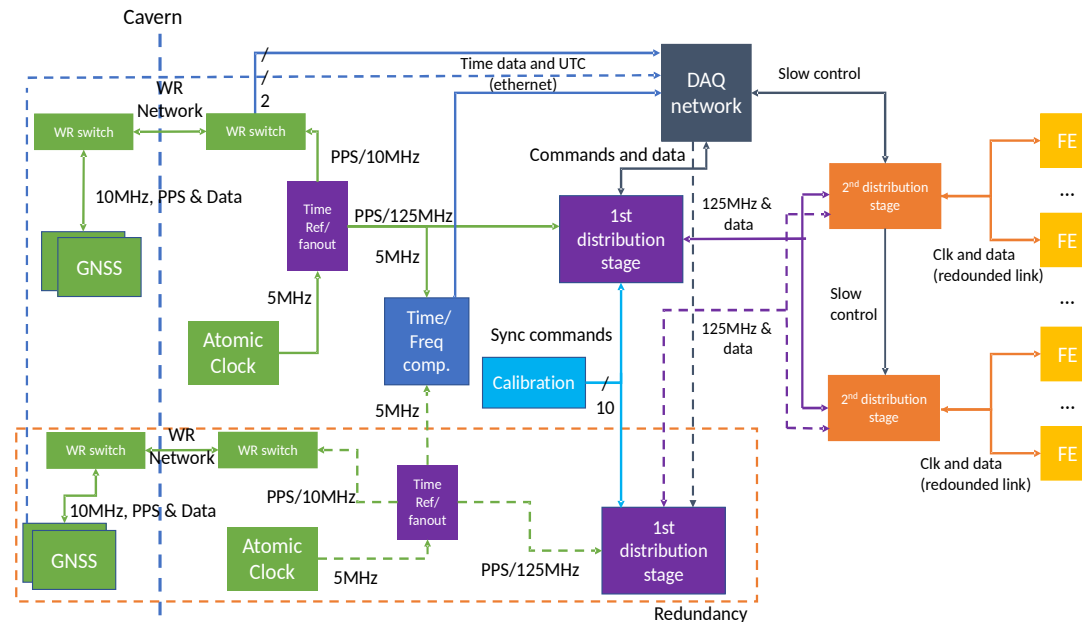 Cavern
Time data and UTC
(ethernet)
2
DAQ
network
Slow control
WR
Network
WR switch
WR switch
PPS/10MHz
Commands and data
FE
...
FE
10MHz, PPS & Data
Time
Ref/
fanout
PPS/125MHz
5MHz
1st
distribution
stage
125MHz &
data
2nd distribution
stage
Clk and data
(redounded link)
GNSS
5MHz
Atomic
Clock
Time/
Freq
comp.
Sync commands
Calibration
10
125MHz &
data
Slow
control
...
FE
...
FE
2nd distribution
stage
Clk and data
(redounded link)
5MHz
WR switch
WR
Network
WR switch
10MHz, PPS & Data
PPS/10MHz
Time
Ref/
fanout
GNSS
Atomic
Clock
5MHz
PPS/125MHz
1st
distribution
stage
Redundancy